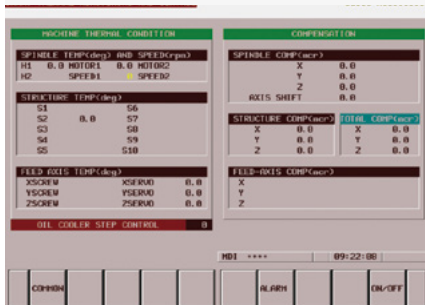 MACHINE THERMAL CONDITION
SPINDLE TEMP(deg) AND SPEED(rpm)
H1 0.0 MOTOR1 0.0 MOTOR2
H2 SPEED1 0 SPEED2
STRUCTURE TEMP(deg)
S1 S6
S2 0.0 S7
S3 S8
S4 S9
S5 S10
FEED AXIS TEMP(deg)
XSCREW XSERVO 0.0
YSCREW YSERVO 0.0
ZSCREW ZSERVO 0.0
OIL COOLER STEP CONTROL 0
COMPENSATION
SPINDLE COMP(mcr)
X 0.0
Y 0.0
Z 0.0
AXIS SHIFT 0.0
STRUCTURE COMP(mcr)
X 0.0
Y 0.0
Z 0.0
TOTAL COMP(mcr)
X 0.0
Y 0.0
Z 0.0
FEED-AXIS COMP(mcr)
X
Y
Z
MDI **** 09:22:08
COMMON ALARM ON/OFF